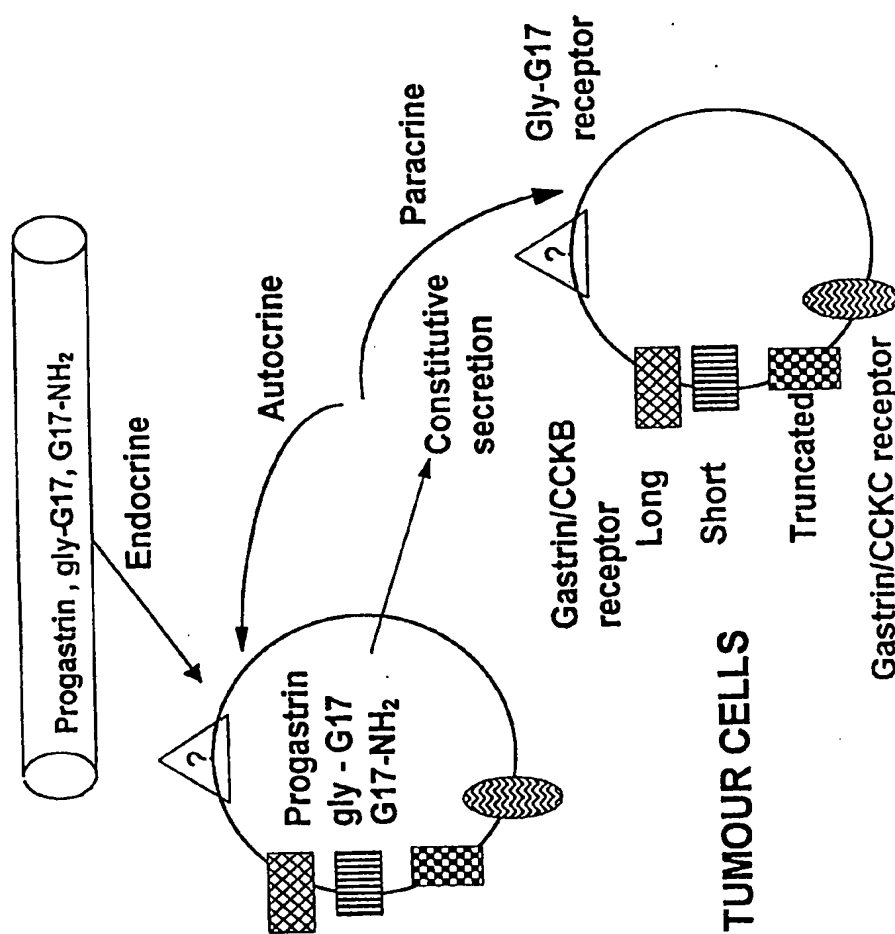 Progastrin , gly-G17, G17-NH₂
Endocrine
Autocrine
Paracrine
?
Progastrin
gly - G17
G17-NH₂
Constitutive
secretion
Gly-G17
receptor
?
Gastrin/CCKB
receptor
Long
Short
Truncated
TUMOUR CELLS
Gastrin/CCKC receptor